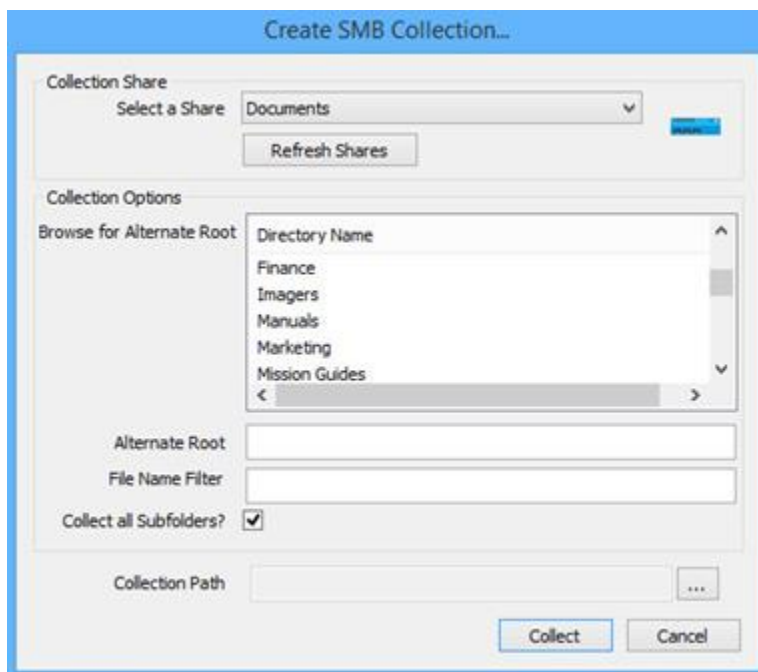 Create SMB Collection...
Collection Share
Select a Share Documents
Refresh Shares
Collection Options
Browse for Alternate Root Directory Name
Finance
Imagers
Manuals
Marketing
Mission Guides
Alternate Root
File Name Filter
Collect all Subfolders?
Collection Path ...
Collect Cancel